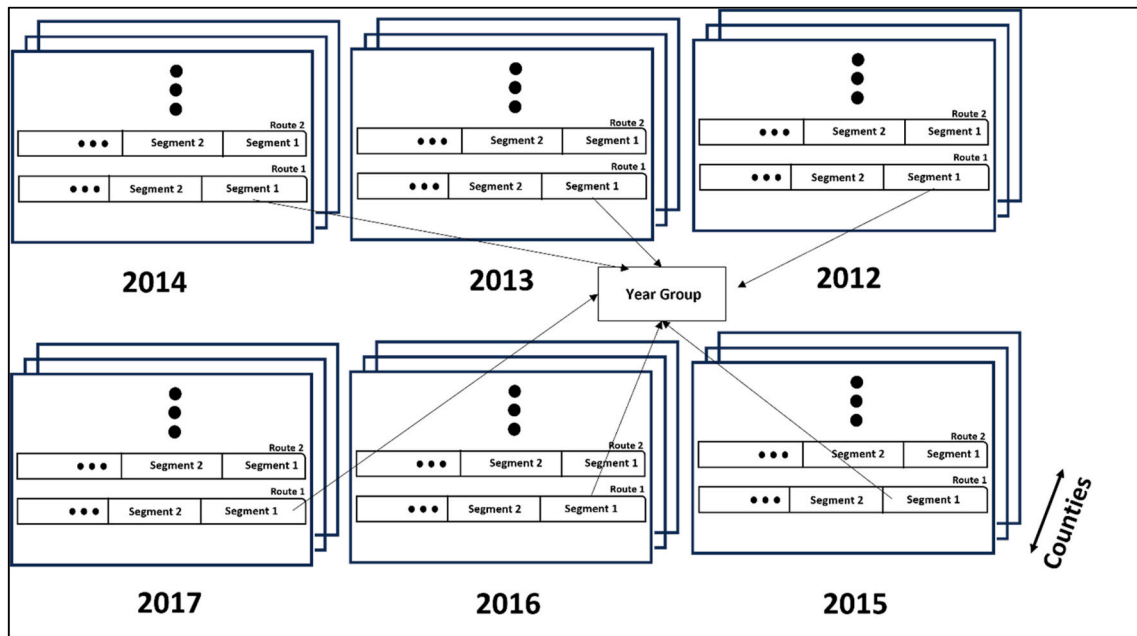 Route 2
Segment 2 Segment 1
Route 1
Segment 2 Segment 1
2014
Route 2
Segment 2 Segment 1
Route 1
Segment 2 Segment 1
2013
Route 2
Segment 2 Segment 1
Route 1
Segment 2 Segment 1
2012
Year Group
Route 2
Segment 2 Segment 1
Route 1
Segment 2 Segment 1
2017
Route 2
Segment 2 Segment 1
Route 1
Segment 2 Segment 1
2016
Route 2
Segment 2 Segment 1
Route 1
Segment 2 Segment 1
2015
Counties